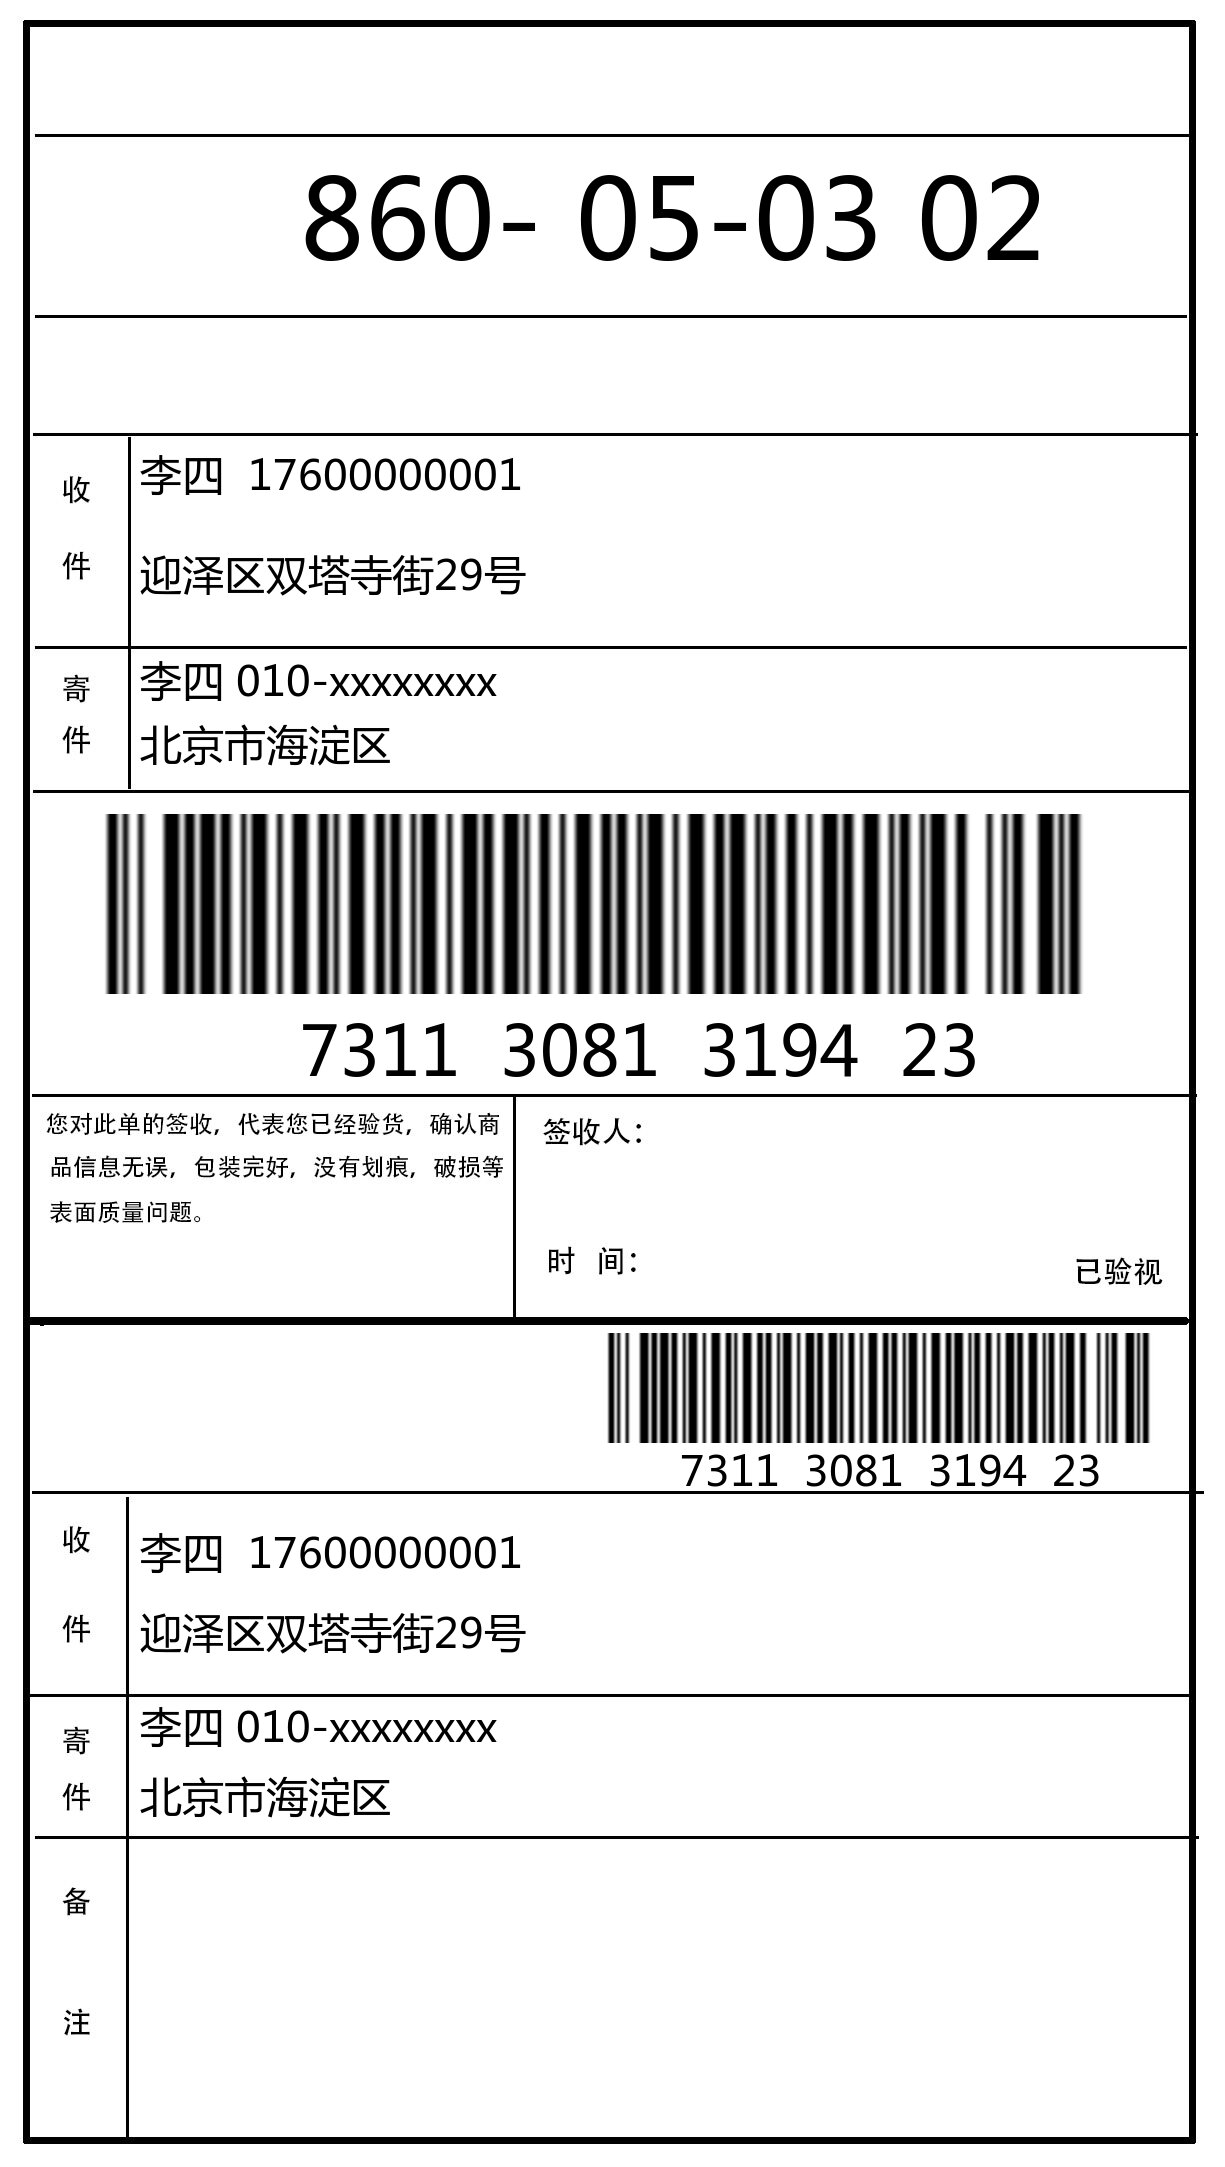 860- 05-03 02
收件
李四 17600000001
迎泽区双塔寺街29号
寄件
李四 010-xxxxxxxx
北京市海淀区
7311 3081 3194 23
您对此单的签收，代表您已经验货，确认商
品信息无误，包装完好，没有划痕，破损等
表面质量问题。
签收人：
时 间：
已验视
7311 3081 3194 23
收件
李四 17600000001
迎泽区双塔寺街29号
寄件
李四 010-xxxxxxxx
北京市海淀区
备注